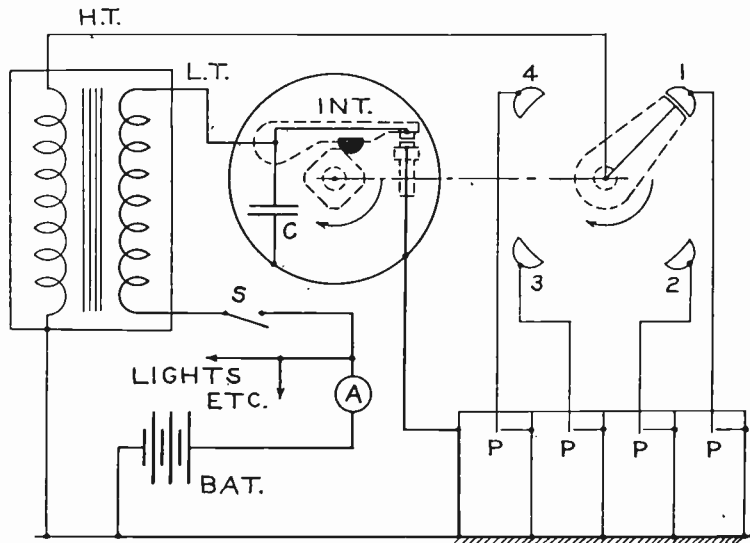 H.T.
L.T.
INT.
C
4
1
3
2
S
LIGHTS
ETC.
A
BAT.
P P P P